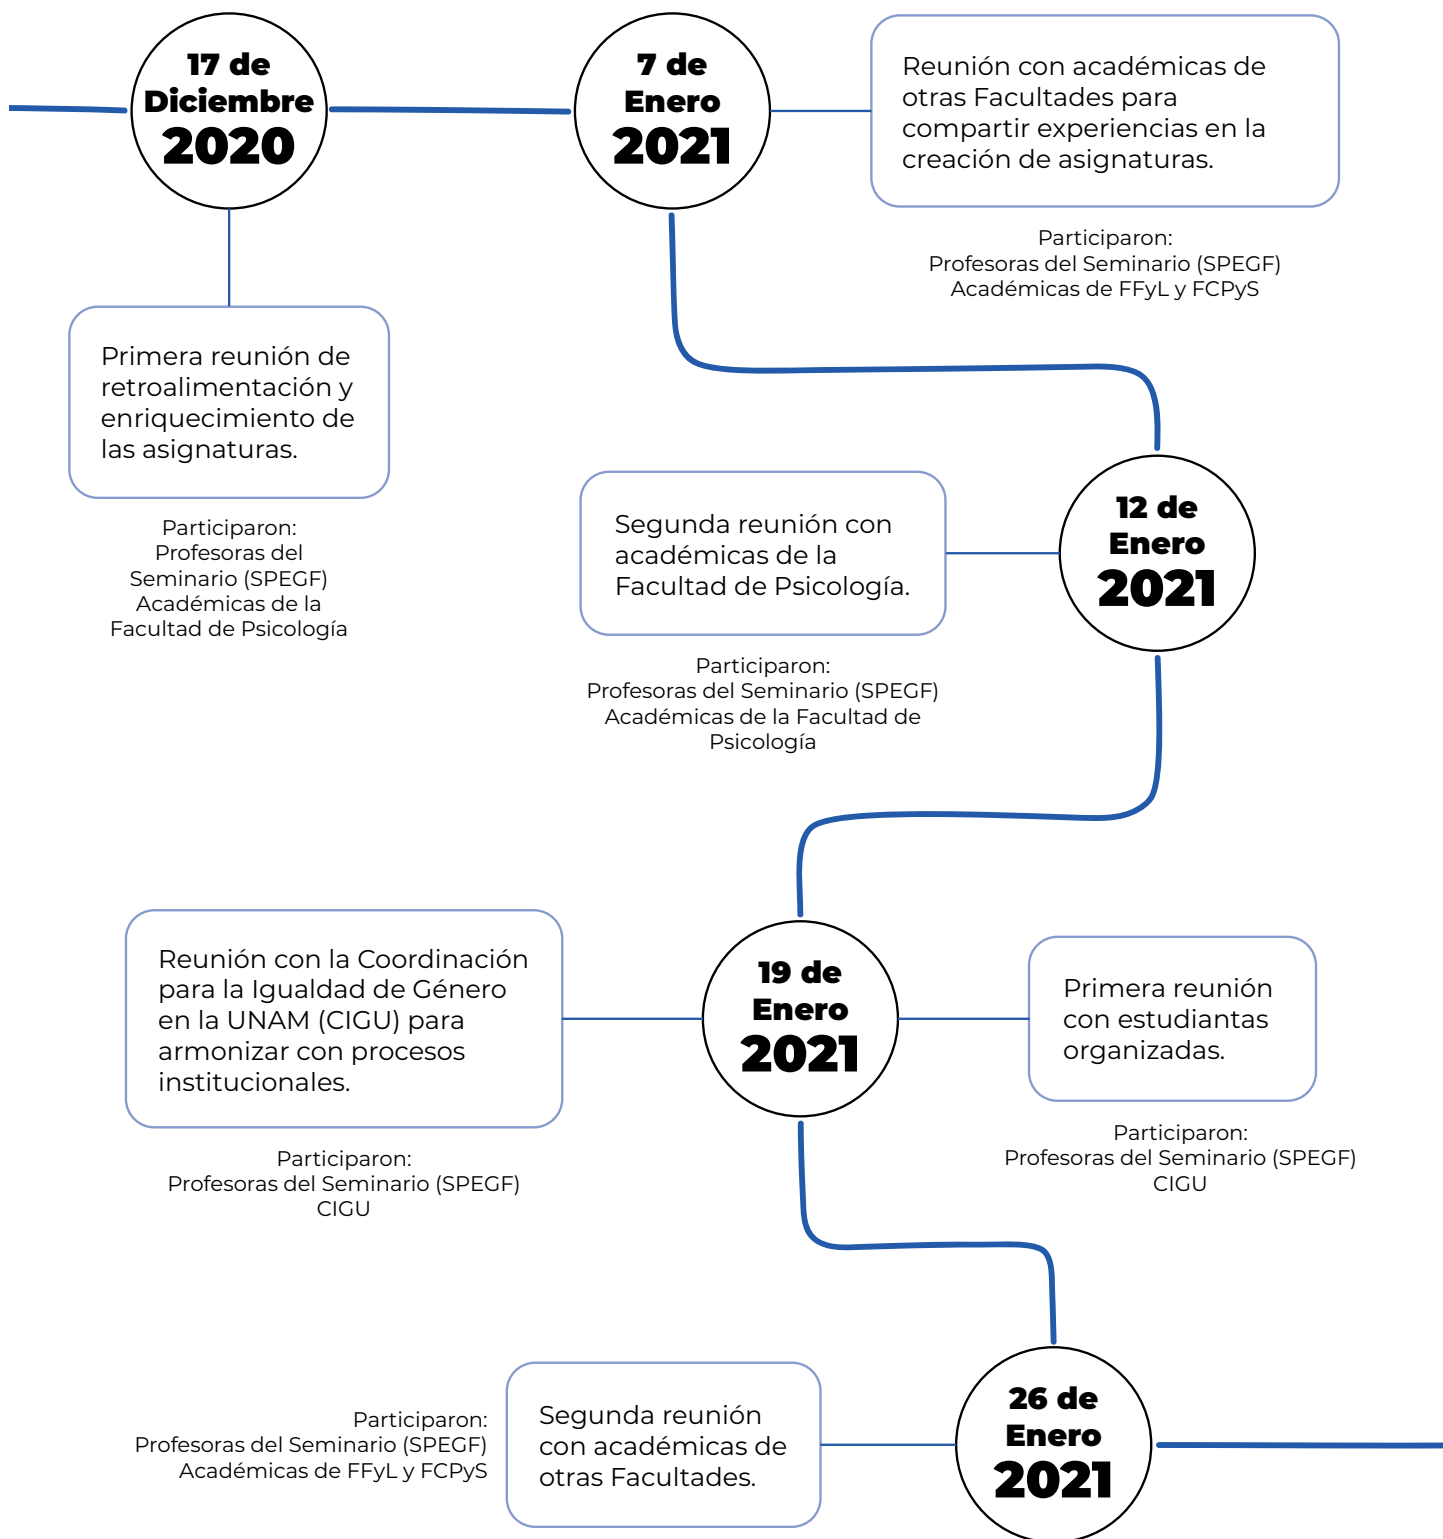 17 de
Diciembre
2020
Primera reunión de
retroalimentación y
enriquecimiento de
las asignaturas.
Participaron:
Profesoras del
Seminario (SPEGF)
Académicas de la
Facultad de Psicología
7 de
Enero
2021
Reunión con académicas de
otras Facultades para
compartir experiencias en la
creación de asignaturas.
Participaron:
Profesoras del Seminario (SPEGF)
Académicas de FFyL y FCPyS
12 de
Enero
2021
Segunda reunión con
académicas de la
Facultad de Psicología.
Participaron:
Profesoras del Seminario (SPEGF)
Académicas de la Facultad de
Psicología
19 de
Enero
2021
Reunión con la Coordinación
para la Igualdad de Género
en la UNAM (CIGU) para
armonizar con procesos
institucionales.
Participaron:
Profesoras del Seminario (SPEGF)
CIGU
Primera reunión
con estudiantas
organizadas.
Participaron:
Profesoras del Seminario (SPEGF)
CIGU
26 de
Enero
2021
Segunda reunión
con académicas de
otras Facultades.
Participaron:
Profesoras del Seminario (SPEGF)
Académicas de FFyL y FCPyS